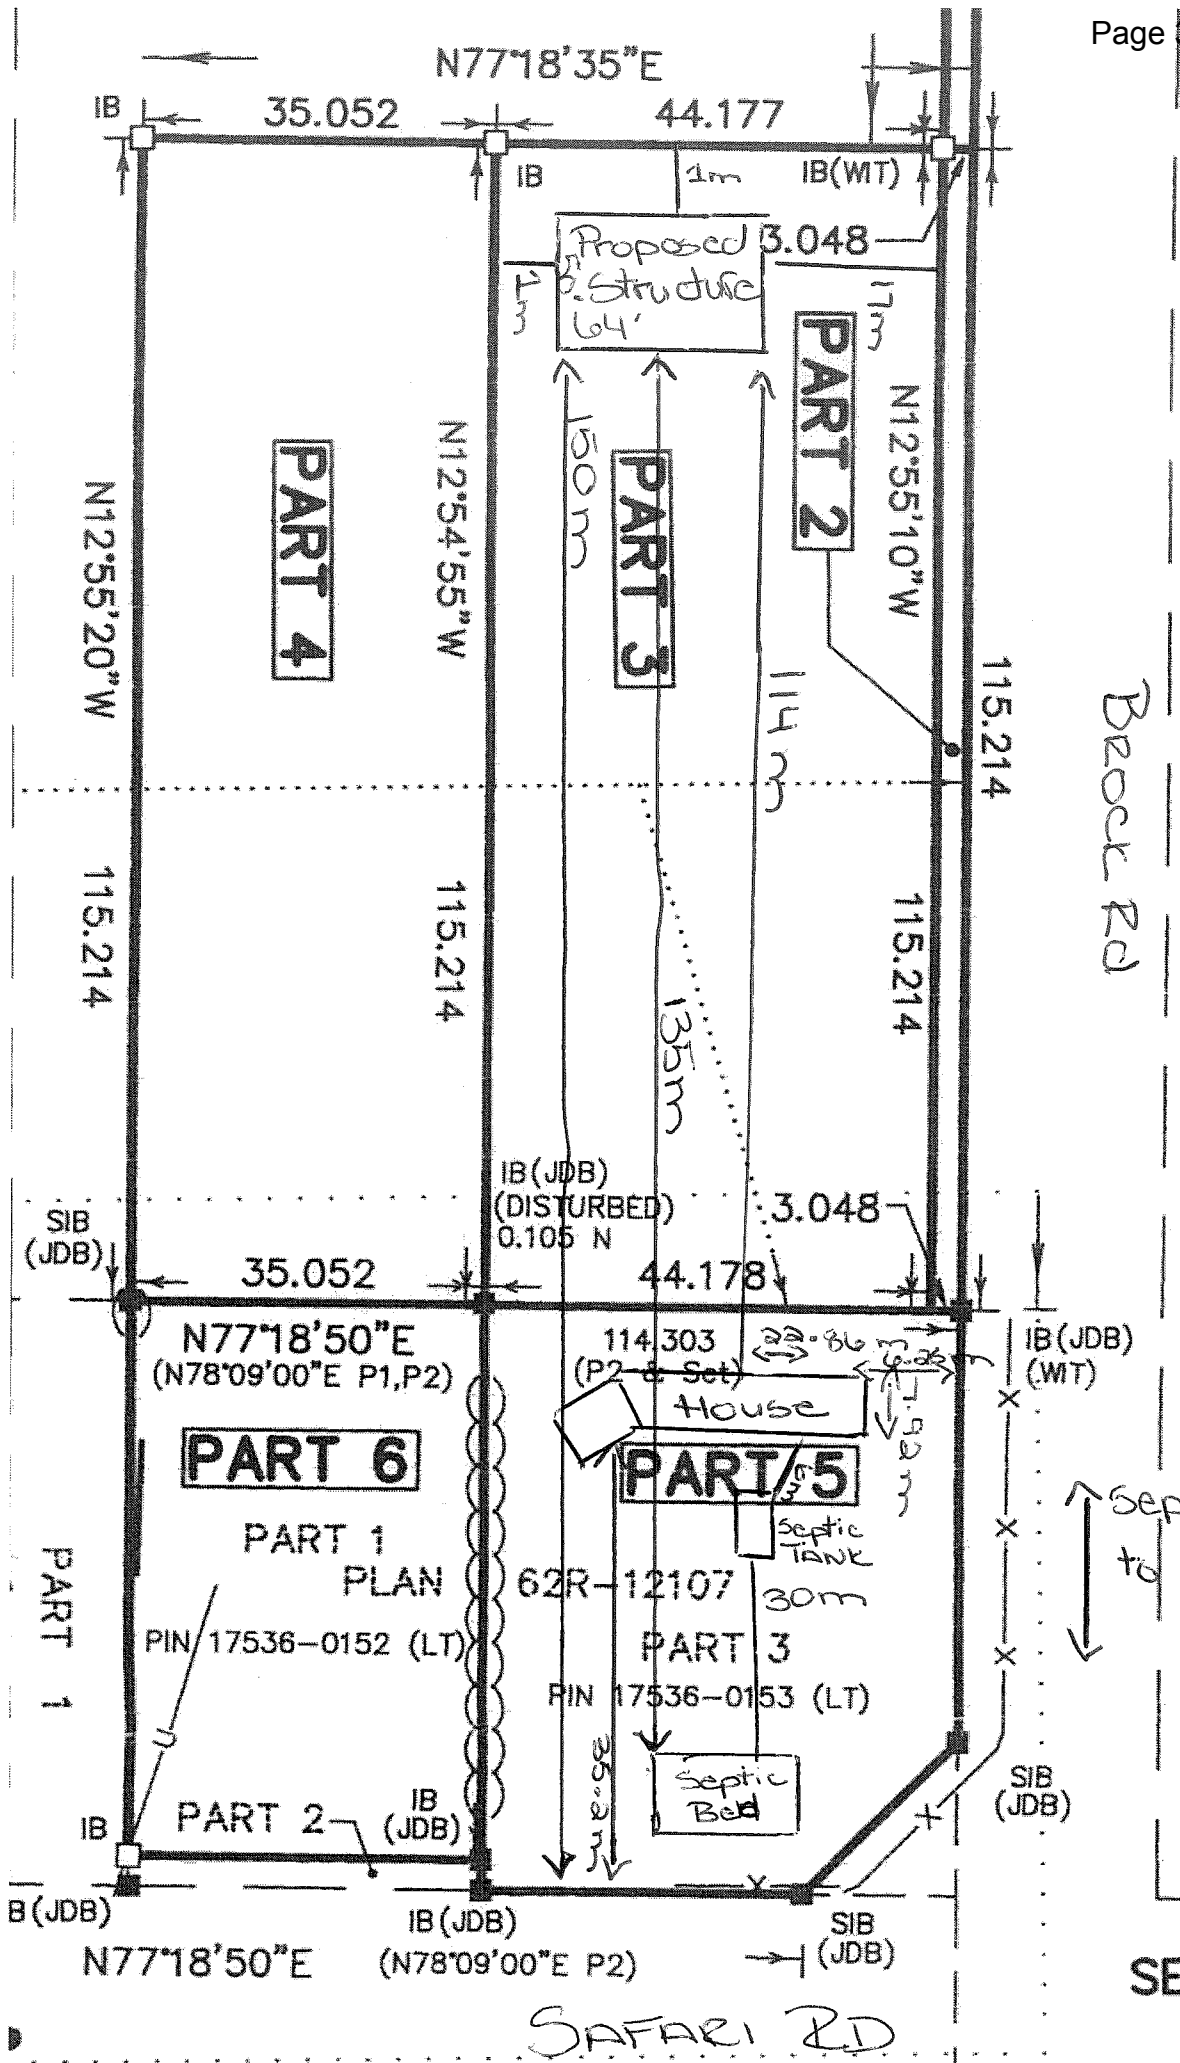 Page
N77°18'35"E
IB
35.052
44.177
IB
1m
IB(WIT)
Proposed
Structure
64'
3.048
1m
17m
PART 2
N12°55'10"W
150m
PART 3
N12°54'55"W
PART 4
N12°55'20"W
114m
115.214
Brock Rd
115.214
115.214
115.214
135m
IB(JDB)
(DISTURBED)
0.105 N
SIB
(JDB)
3.048
35.052
44.178
N77°18'50"E
(N78°09'00"E P1,P2)
114.303
(P2 & Set)
22.86 m
IB(JDB)
(WIT)
House
7.92m
PART 6
PART 5
PART 1
PLAN 62R-12107
Septic
TANK
30m
Sep
to
PART 1
PIN 17536-0152 (LT)
PART 3
PIN 17536-0153 (LT)
Septic
Bed
SIB
(JDB)
PART 2
IB
(JDB)
IB
B(JDB)
IB(JDB)
SIB
(JDB)
N77°18'50"E
(N78°09'00"E P2)
SE
SAFARI RD